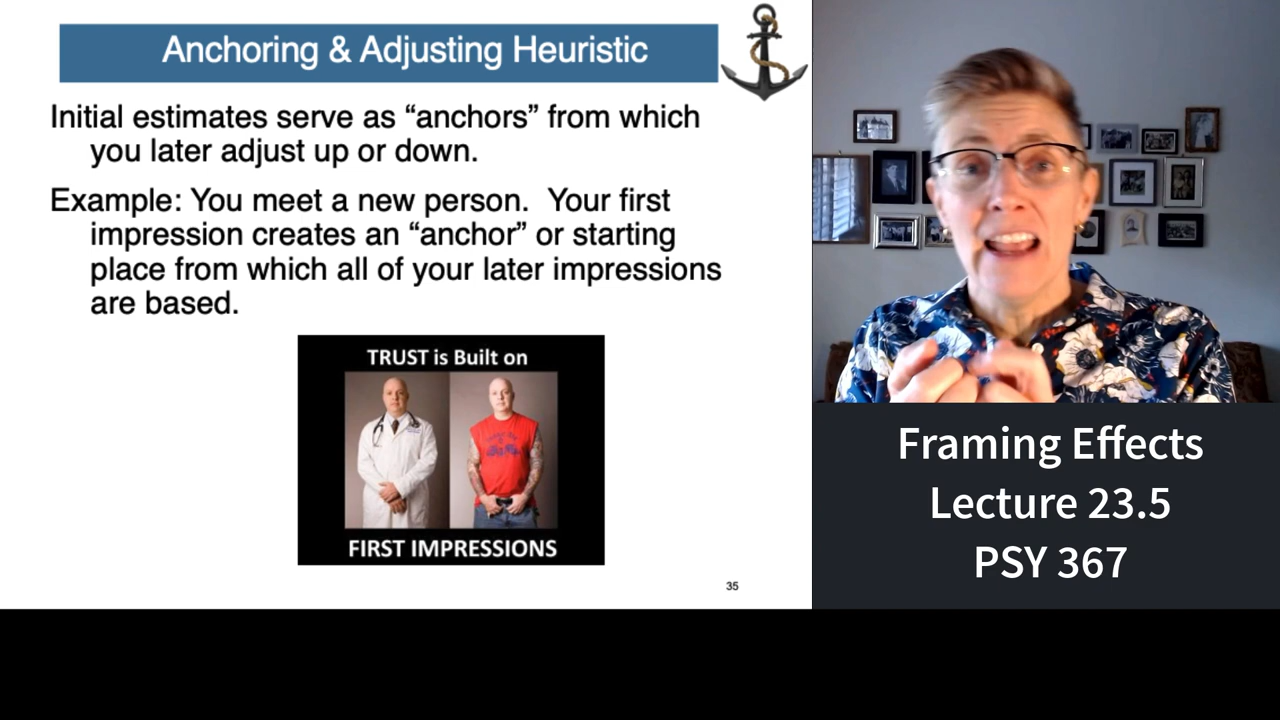 Anchoring & Adjusting Heuristic
Initial estimates serve as “anchors” from which
you later adjust up or down.
Example: You meet a new person.  Your first
impression creates an “anchor” or starting
place from which all of your later impressions
are based.
TRUST is Built on
FIRST IMPRESSIONS
35
Framing Effects
Lecture 23.5
PSY 367